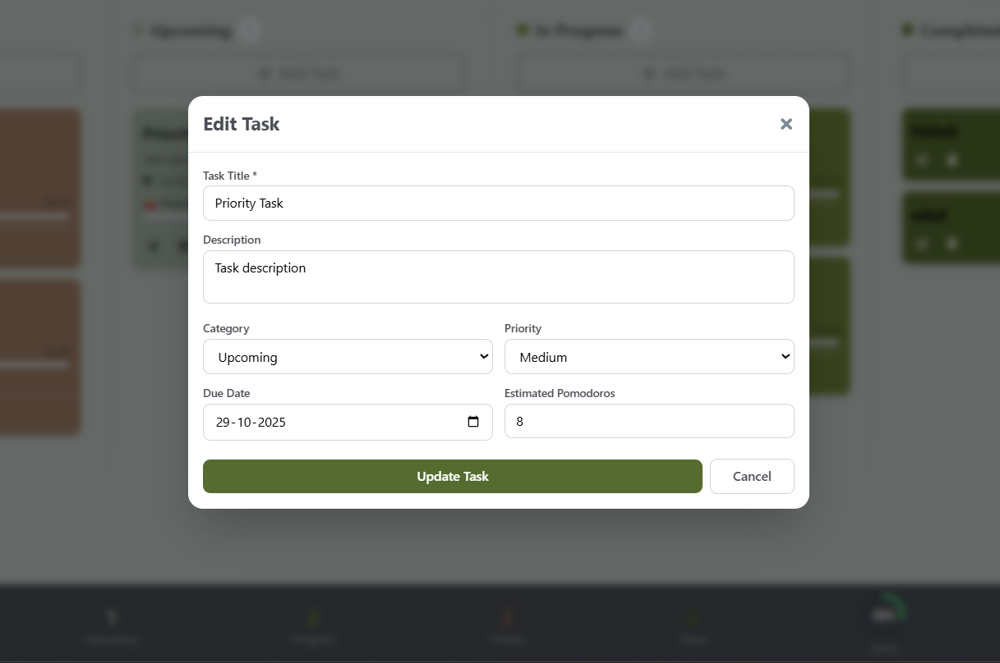 Upcoming
In Progress
Add Task
Add Task
Edit Task
Task Title *
Priority Task
Description
Task description
Category
Priority
Upcoming
Medium
Due Date
Estimated Pomodoros
29-10-2025
8
Update Task
Cancel